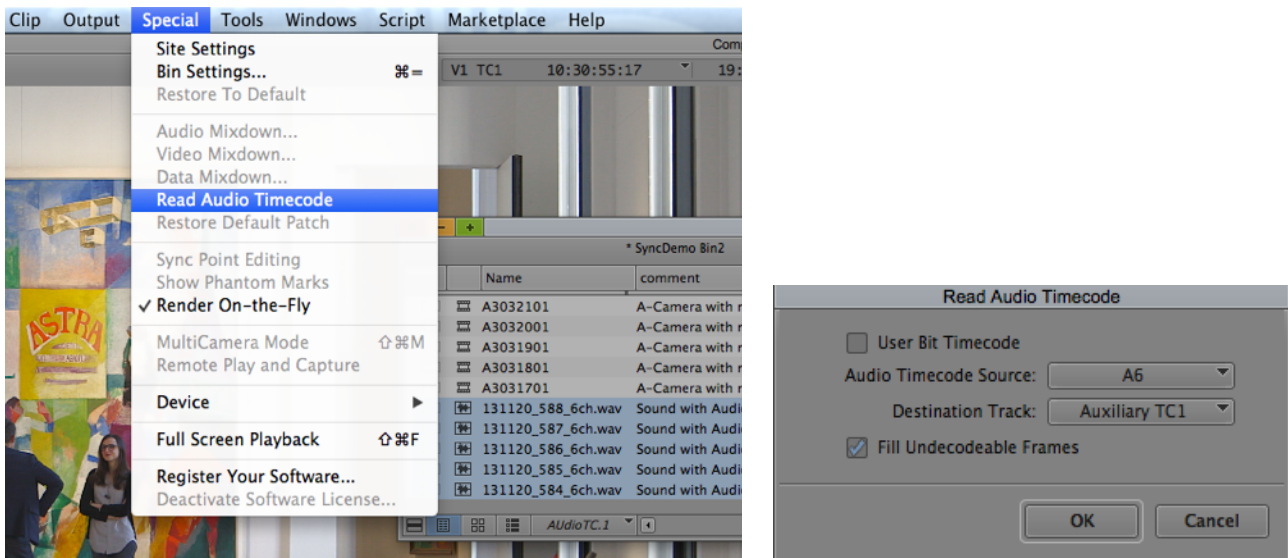 Clip Output Special Tools Windows Script Marketplace Help
Site Settings
Bin Settings... ⌘=
Restore To Default
Audio Mixdown...
Video Mixdown...
Data Mixdown...
Read Audio Timecode
Restore Default Patch
Sync Point Editing
Show Phantom Marks
✓ Render On-the-Fly
MultiCamera Mode ⇧⌘M
Remote Play and Capture
Device ▶
Full Screen Playback ⇧⌘F
Register Your Software...
Deactivate Software License...
Com
V1 TC1 10:30:55:17 19:
* SyncDemo Bin2
Name comment
A3032101 A-Camera with r
A3032001 A-Camera with r
A3031901 A-Camera with r
A3031801 A-Camera with r
A3031701 A-Camera with r
131120_588_6ch.wav Sound with Audi
131120_587_6ch.wav Sound with Audi
131120_586_6ch.wav Sound with Audi
131120_585_6ch.wav Sound with Audi
131120_584_6ch.wav Sound with Audi
AUdioTC.1
ASTRA
Read Audio Timecode
User Bit Timecode
Audio Timecode Source: A6
Destination Track: Auxiliary TC1
Fill Undecodeable Frames
OK Cancel